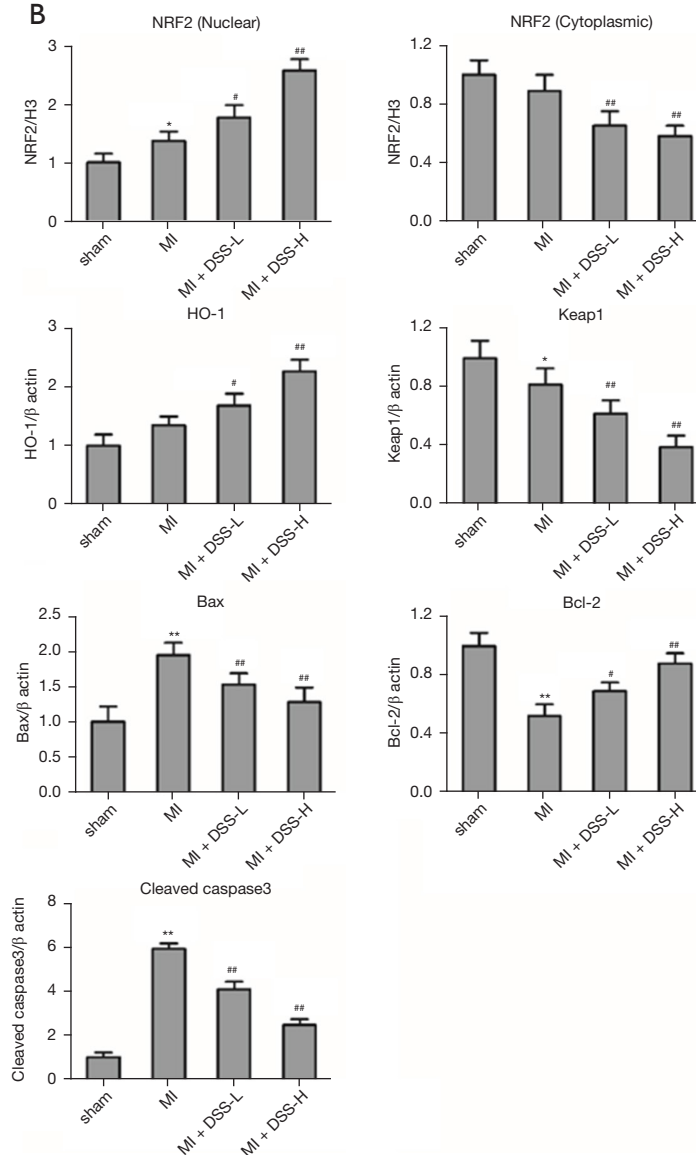 B
NRF2 (Nuclear)
NRF2/H3
3
2
1
0
*
#
##
sham
MI
MI + DSS-L
MI + DSS-H
NRF2 (Cytoplasmic)
NRF2/H3
1.2
0.8
0.4
0.0
##
##
sham
MI
MI + DSS-L
MI + DSS-H
HO-1
HO-1/β actin
3
2
1
0
#
##
sham
MI
MI + DSS-L
MI + DSS-H
Keap1
Keap1/β actin
1.2
0.8
0.4
0.0
*
##
##
sham
MI
MI + DSS-L
MI + DSS-H
Bax
Bax/β actin
2.5
2.0
1.5
1.0
0.5
0.0
**
##
##
sham
MI
MI + DSS-L
MI + DSS-H
Bcl-2
Bcl-2/β actin
1.2
0.8
0.4
0.0
**
#
##
sham
MI
MI + DSS-L
MI + DSS-H
Cleaved caspase3
Cleaved caspase3/β actin
8
6
4
2
0
**
##
##
sham
MI
MI + DSS-L
MI + DSS-H